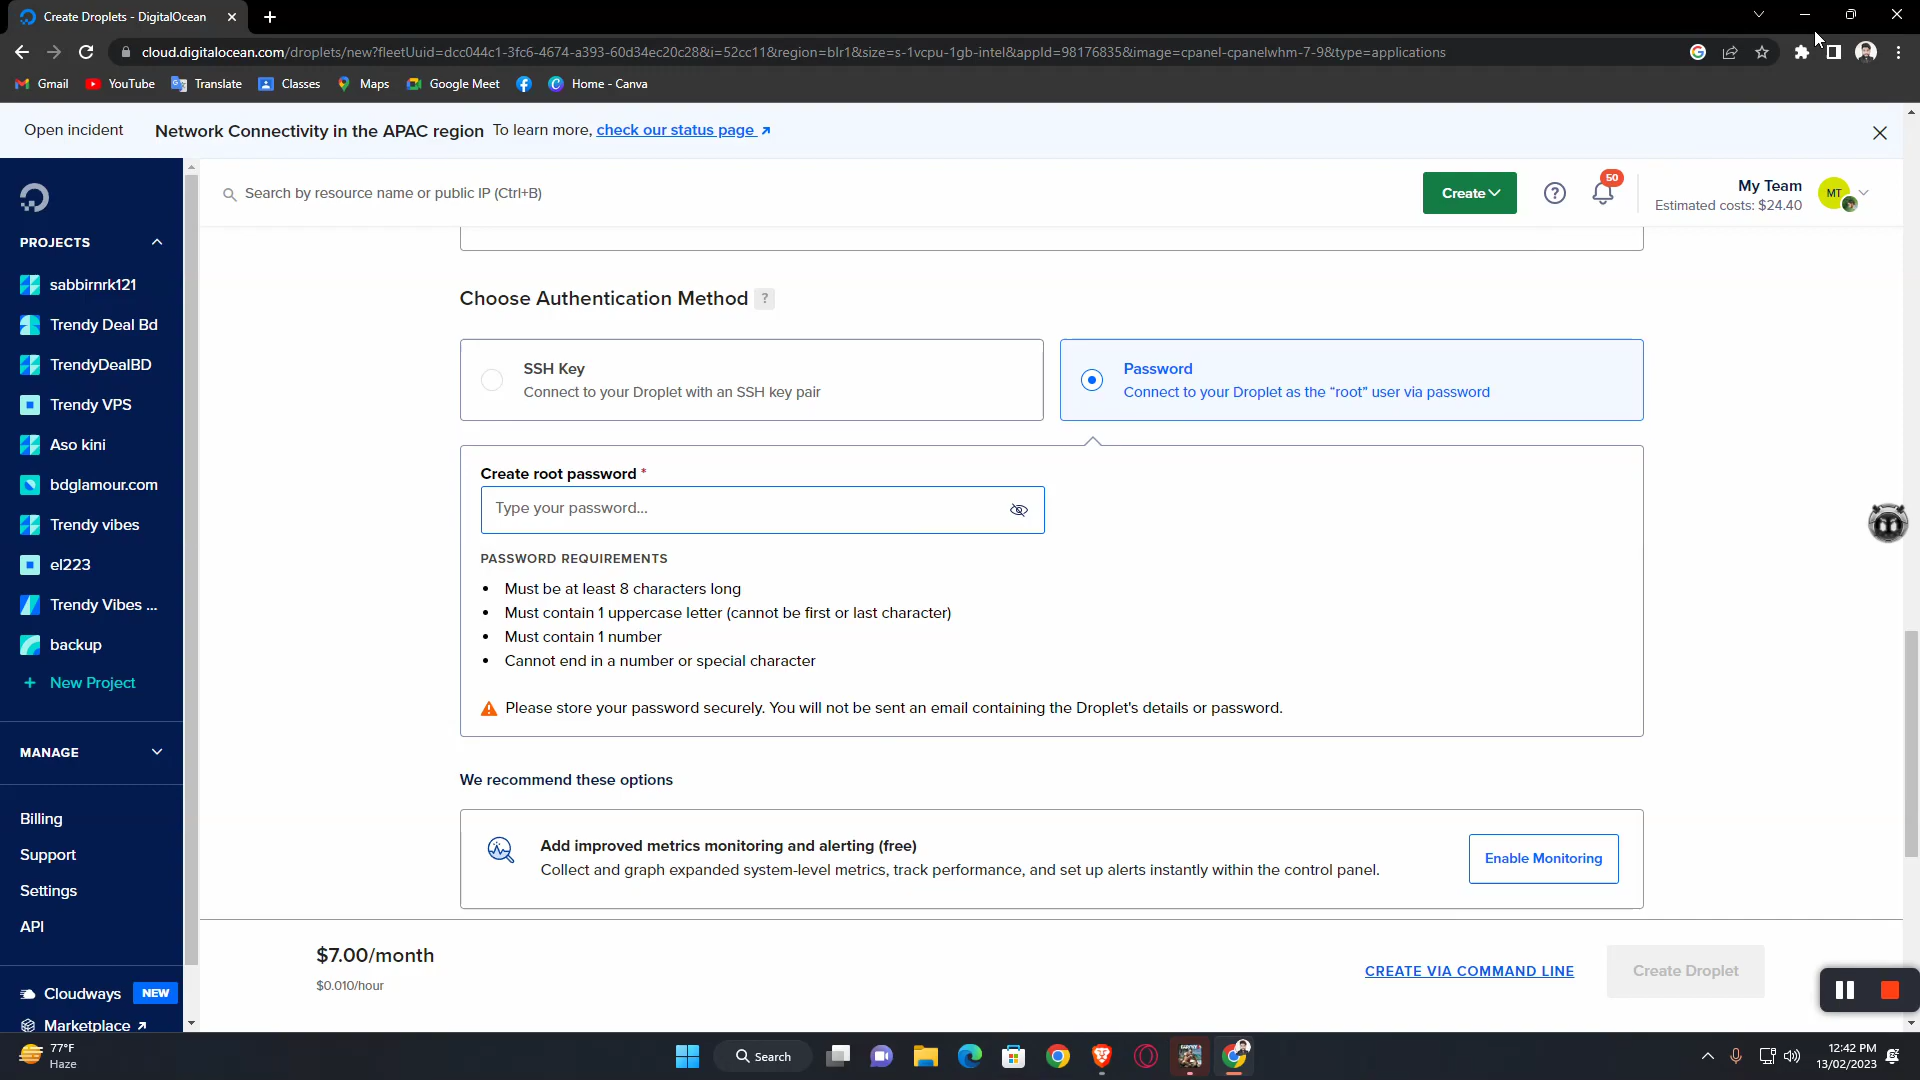 Create Droplets - DigitalOcean
cloud.digitalocean.com/droplets/new?fleetUuid=dcc044c1-3fc6-4674-a393-60d34ec20c28&i=52cc11&region=blr1&size=s-1vcpu-1gb-intel&appId=98176835&image=cpanel-cpanelwhm-7-9&type=applications
Gmail YouTube Translate Classes Maps Google Meet Home - Canva
Open incident Network Connectivity in the APAC region To learn more, check our status page ↗
Search by resource name or public IP (Ctrl+B)
Create
?
50
My Team
Estimated costs: $24.40
MT
PROJECTS
sabbirnrk121
Trendy Deal Bd
TrendyDealBD
Trendy VPS
Aso kini
bdglamour.com
Trendy vibes
el223
Trendy Vibes ...
backup
+ New Project
MANAGE
Billing
Support
Settings
API
Cloudways NEW
Marketplace ↗
Choose Authentication Method ?
SSH Key
Connect to your Droplet with an SSH key pair
Password
Connect to your Droplet as the “root” user via password
Create root password *
Type your password...
PASSWORD REQUIREMENTS
• Must be at least 8 characters long
• Must contain 1 uppercase letter (cannot be first or last character)
• Must contain 1 number
• Cannot end in a number or special character
Please store your password securely. You will not be sent an email containing the Droplet's details or password.
We recommend these options
Add improved metrics monitoring and alerting (free)
Collect and graph expanded system-level metrics, track performance, and set up alerts instantly within the control panel.
Enable Monitoring
$7.00/month
$0.010/hour
CREATE VIA COMMAND LINE
Create Droplet
77°F
Haze
Search
12:42 PM
13/02/2023